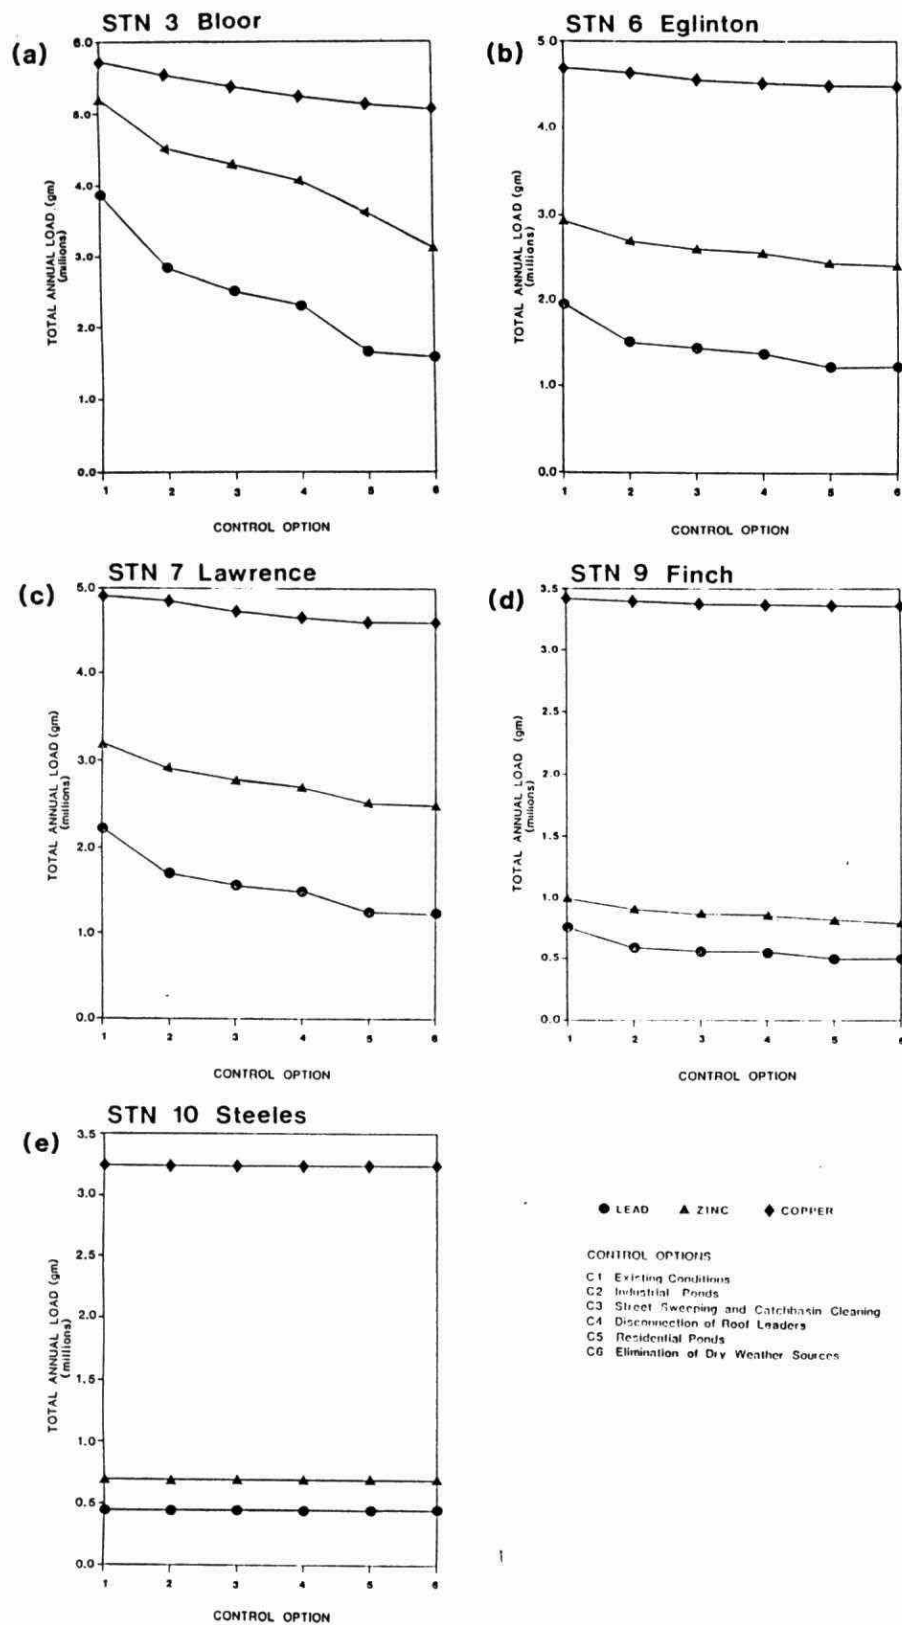 (a)
STN 3 Bloor
6.0
5.0
4.0
3.0
2.0
1.0
0.0
TOTAL ANNUAL LOAD (gm)
(millions)
1 2 3 4 5 6
CONTROL OPTION
(b)
STN 6 Eglinton
5.0
4.0
3.0
2.0
1.0
0.0
TOTAL ANNUAL LOAD (gm)
(millions)
1 2 3 4 5 6
CONTROL OPTION
(c)
STN 7 Lawrence
5.0
4.0
3.0
2.0
1.0
0.0
TOTAL ANNUAL LOAD (gm)
(millions)
1 2 3 4 5 6
CONTROL OPTION
(d)
STN 9 Finch
3.5
3.0
2.5
2.0
1.5
1.0
0.5
0.0
TOTAL ANNUAL LOAD (gm)
(millions)
1 2 3 4 5 6
CONTROL OPTION
(e)
STN 10 Steeles
3.5
3.0
2.5
2.0
1.5
1.0
0.5
0.0
TOTAL ANNUAL LOAD (gm)
(millions)
1 2 3 4 5 6
CONTROL OPTION
LEAD ZINC COPPER
CONTROL OPTIONS
C1 Existing Conditions
C2 Industrial Ponds
C3 Street Sweeping and Catchbasin Cleaning
C4 Disconnection of Roof Leaders
C5 Residential Ponds
C6 Elimination of Dry Weather Sources